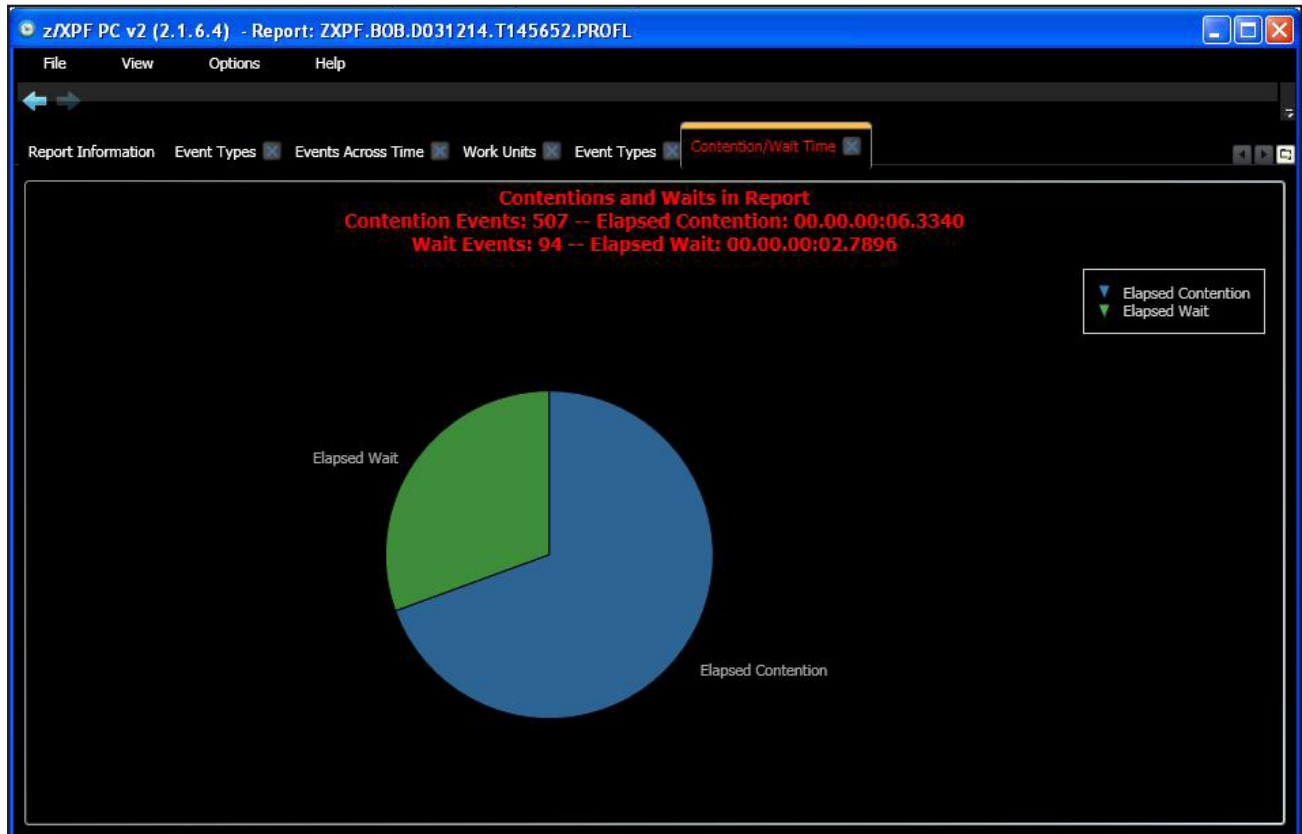 z/XPF PC v2 (2.1.6.4) - Report: ZXPF.BOB.D031214.T145652.PROFL
File View Options Help
Report Information Event Types Events Across Time Work Units Event Types Contention/Wait Time
Contentions and Waits in Report
Contention Events: 507 -- Elapsed Contention: 00.00.00:06.3340
Wait Events: 94 -- Elapsed Wait: 00.00.00:02.7896
Elapsed Contention
Elapsed Wait
Elapsed Wait
Elapsed Contention